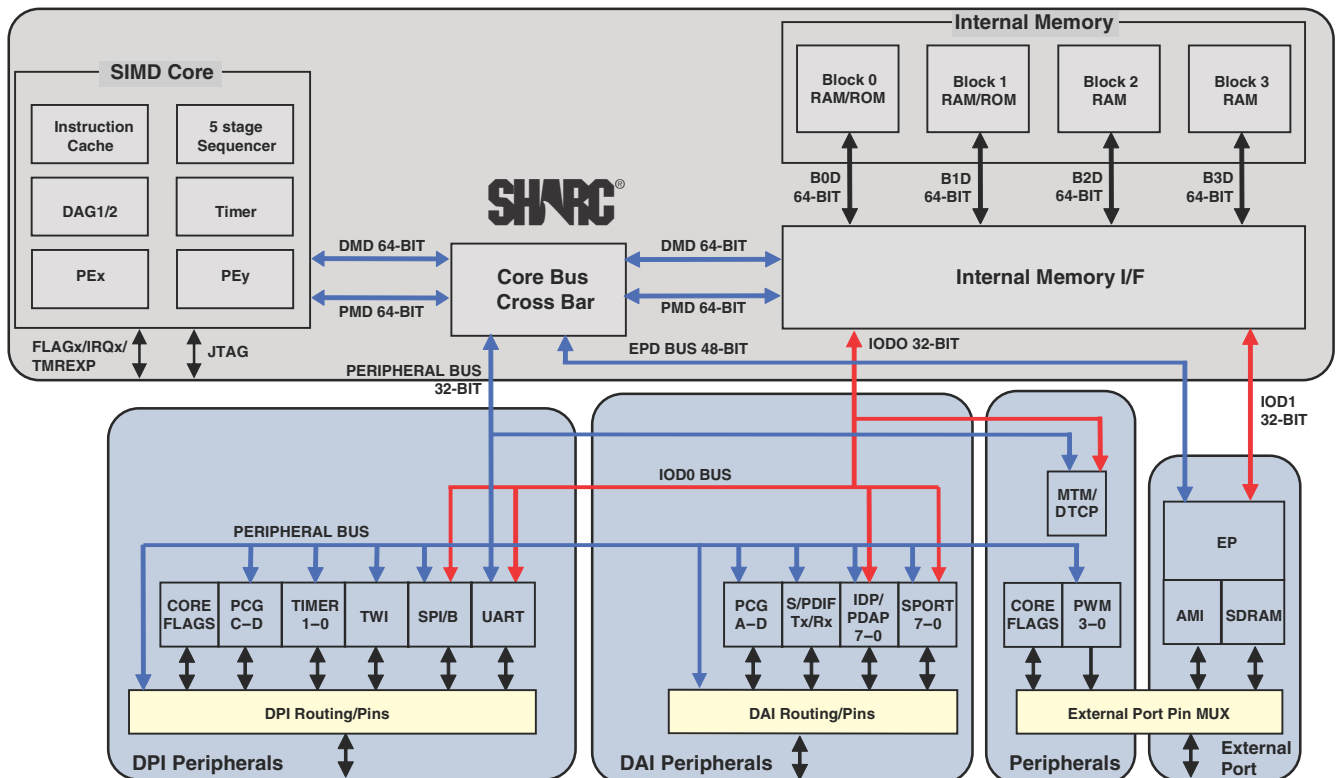 Internal Memory
SIMD Core
Block 0
RAM/ROM
Block 1
RAM/ROM
Block 2
RAM
Block 3
RAM
Instruction
Cache
5 stage
Sequencer
DAG1/2
Timer
PEx
PEy
SHARC®
B0D
64-BIT
B1D
64-BIT
B2D
64-BIT
B3D
64-BIT
DMD 64-BIT
PMD 64-BIT
Core Bus
Cross Bar
DMD 64-BIT
PMD 64-BIT
Internal Memory I/F
FLAGx/IRQx/
TMREXP
JTAG
PERIPHERAL BUS
32-BIT
EPD BUS 48-BIT
IODO 32-BIT
IOD1
32-BIT
IOD0 BUS
PERIPHERAL BUS
MTM/
DTCP
EP
AMI
SDRAM
CORE
FLAGS
PCG
C–D
TIMER
1–0
TWI
SPI/B
UART
PCG
A–D
S/PDIF
Tx/Rx
IDP/
PDAP
7–0
SPORT
7–0
CORE
FLAGS
PWM
3–0
DPI Routing/Pins
DAI Routing/Pins
External Port Pin MUX
DPI Peripherals
DAI Peripherals
Peripherals
External
Port